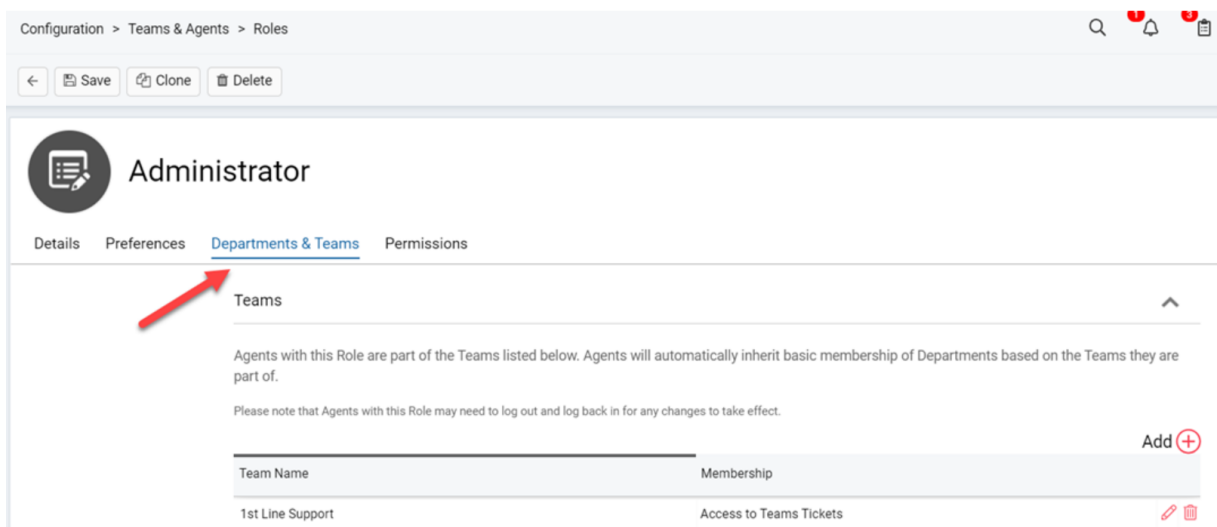 Configuration > Teams & Agents > Roles
1
3
Save Clone Delete
Administrator
Details Preferences Departments & Teams Permissions
Teams
Agents with this Role are part of the Teams listed below. Agents will automatically inherit basic membership of Departments based on the Teams they are
part of.
Please note that Agents with this Role may need to log out and log back in for any changes to take effect.
Add
Team Name Membership
1st Line Support Access to Teams Tickets